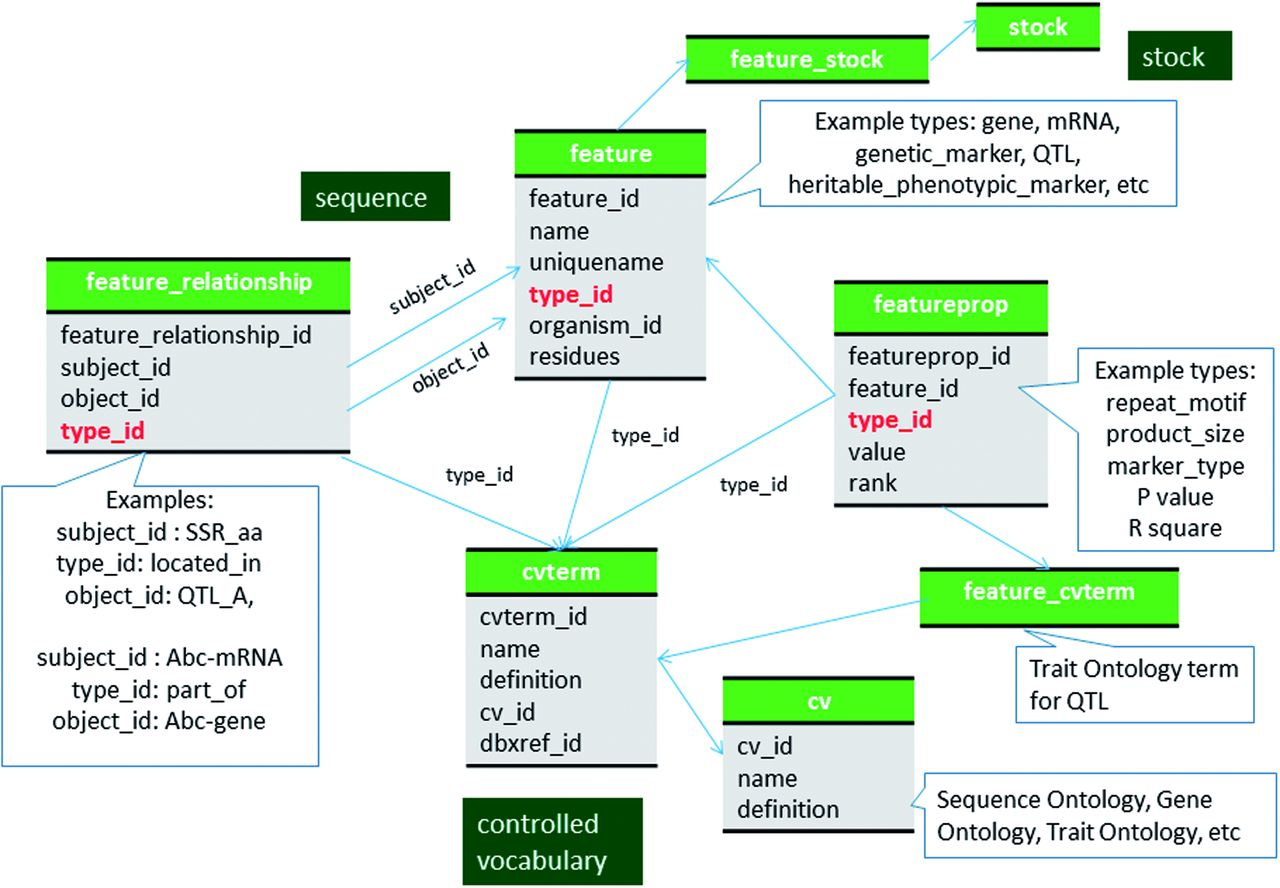 stock
feature_stock
stock
Example types: gene, mRNA,
genetic_marker, QTL,
heritable_phenotypic_marker, etc
feature
feature_id
name
uniquename
type_id
organism_id
residues
sequence
feature_relationship
feature_relationship_id
subject_id
object_id
type_id
subject_id
object_id
featureprop
featureprop_id
feature_id
type_id
value
rank
Example types:
repeat_motif
product_size
marker_type
P value
R square
type_id
type_id
type_id
Examples:
subject_id : SSR_aa
type_id: located_in
object_id: QTL_A,
subject_id : Abc-mRNA
type_id: part_of
object_id: Abc-gene
cvterm
cvterm_id
name
definition
cv_id
dbxref_id
feature_cvterm
Trait Ontology term
for QTL
cv
cv_id
name
definition
Sequence Ontology, Gene
Ontology, Trait Ontology, etc
controlled
vocabulary